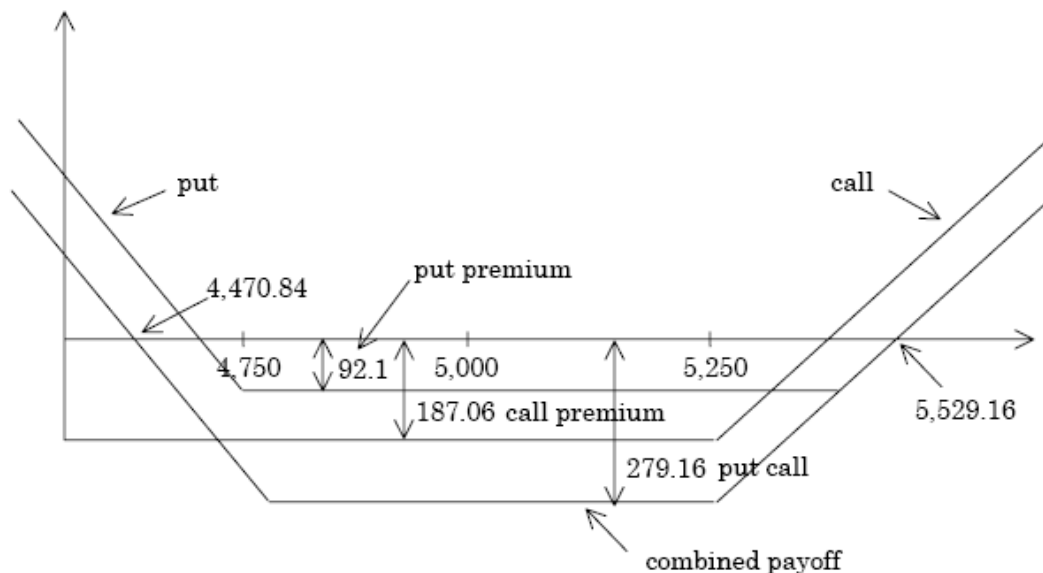 put
call
put premium
4,470.84
4,750
92.1
5,000
5,250
187.06 call premium
5,529.16
279.16 put call
combined payoff